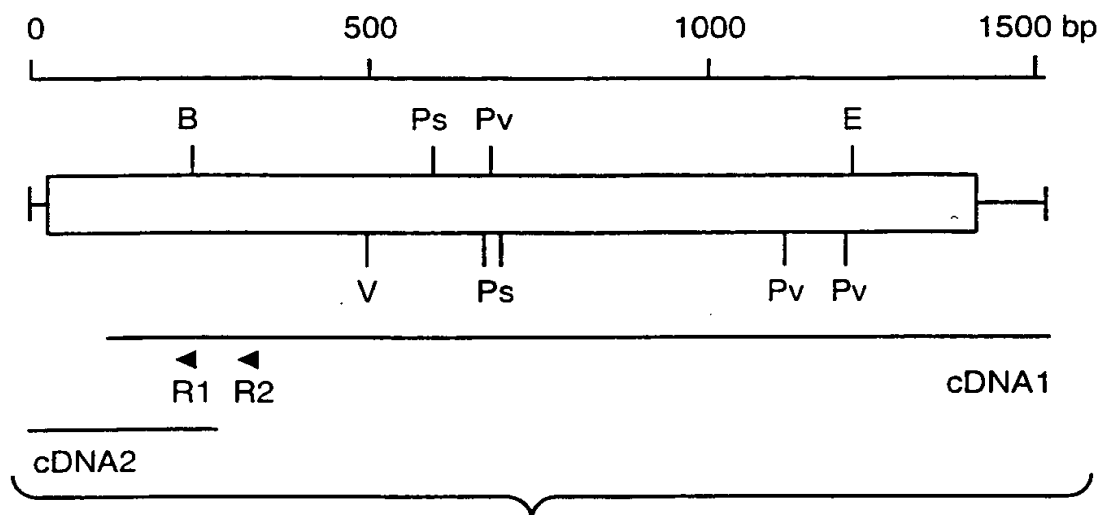 0 500 1000 1500 bp
B Ps Pv E
V Ps Pv Pv
R1 R2 cDNA1
cDNA2